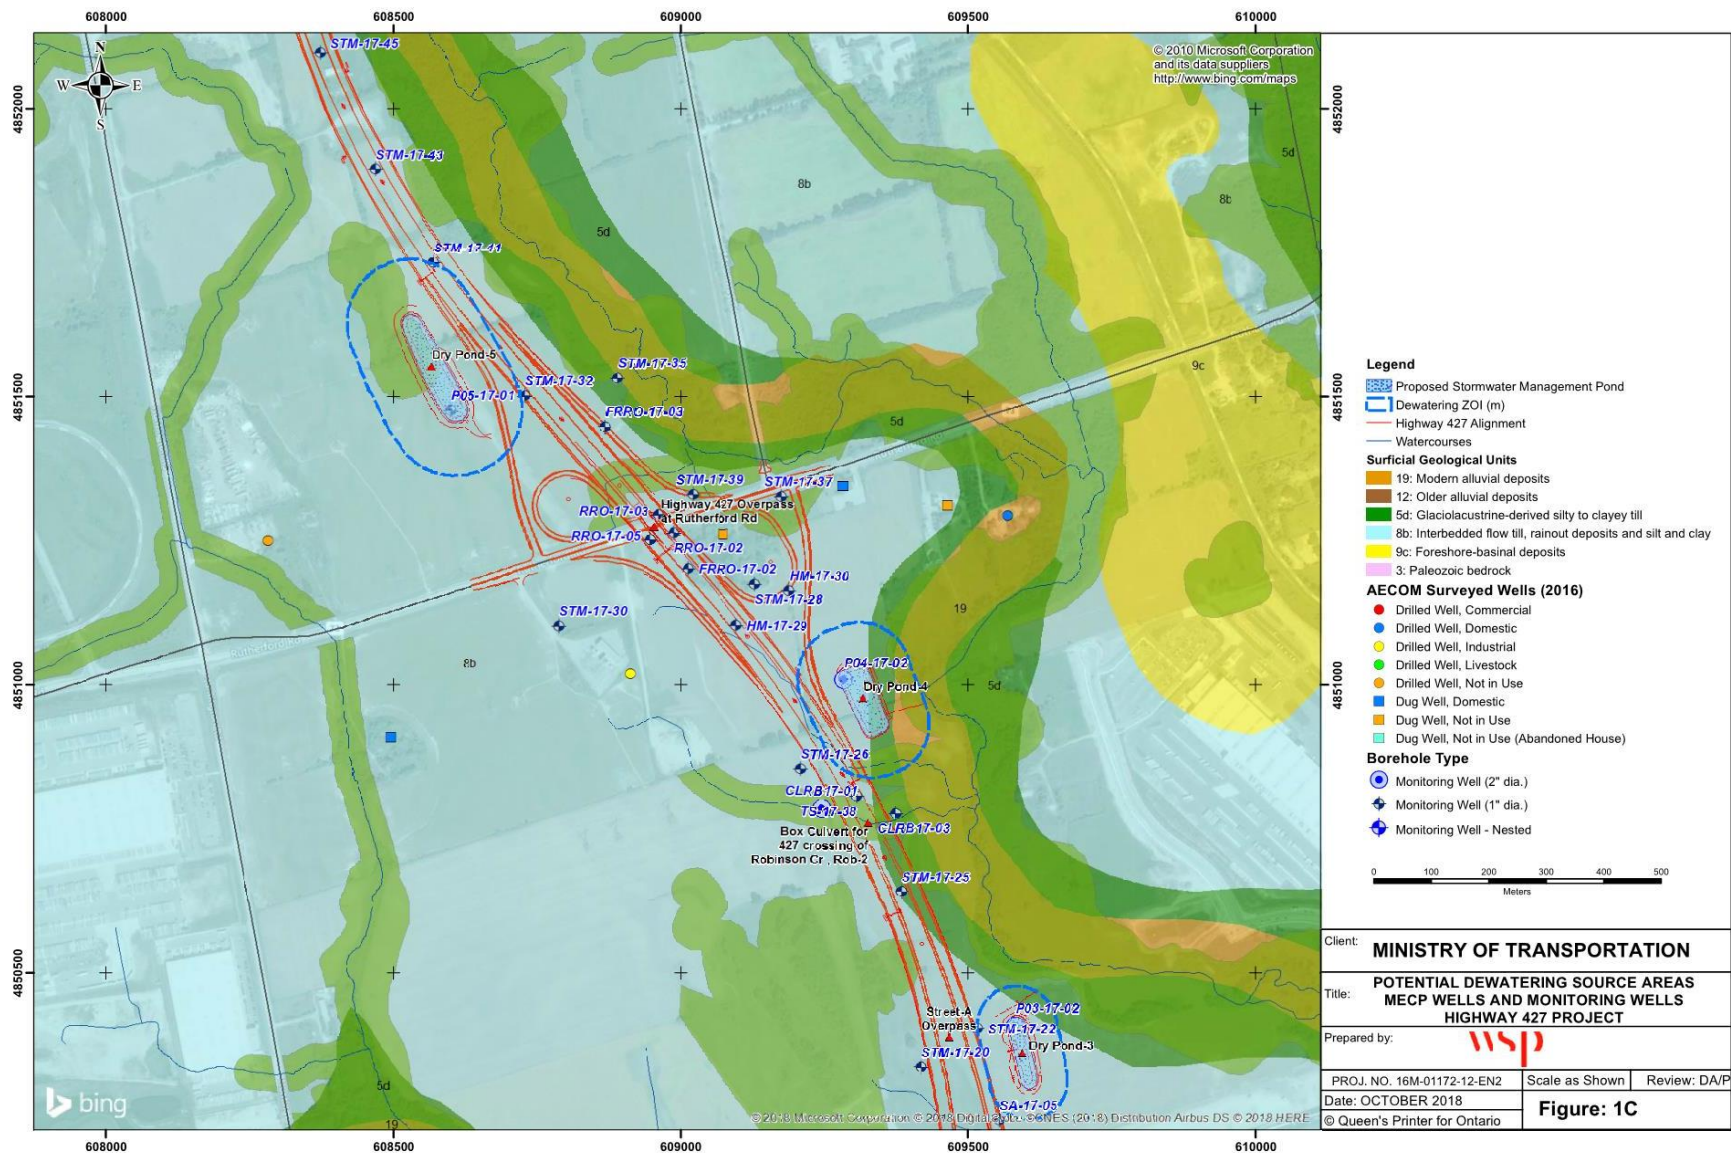 608000
608500
609000
609500
610000
N
W
E
S
© 2010 Microsoft Corporation
and its data suppliers
http://www.bing.com/maps
4852000
4851500
4851000
4850500
4852000
4851500
4851000
4850500
STM-17-45
STM-17-43
8b
5d
8b
5d
STM-17-41
Dry Pond-5
P05-17-01
STM-17-32
STM-17-35
FRRO-17-03
9c
5d
STM-17-39
STM-17-37
RRO-17-03
Highway 427 Overpass
at Rutherford Rd
RRO-17-05
RRO-17-02
FRRO-17-02
HM-17-30
STM-17-28
STM-17-30
HM-17-29
19
8b
P04-17-02
Dry Pond-4
5d
STM-17-26
CLRB17-01
TS-17-38
CLRB17-03
Box Culvert for
427 crossing of
Robinson Cr., Rob-2
STM-17-25
Street-A
Overpass
P03-17-02
STM-17-22
Dry Pond-3
STM-17-20
SA-17-05
5d
19
bing
608000
608500
609000
609500
610000
Legend
Proposed Stormwater Management Pond
Dewatering ZOI (m)
Highway 427 Alignment
Watercourses
Surficial Geological Units
19: Modern alluvial deposits
12: Older alluvial deposits
5d: Glaciolacustrine-derived silty to clayey till
8b: Interbedded flow till, rainout deposits and silt and clay
9c: Foreshore-basinal deposits
3: Paleozoic bedrock
AECOM Surveyed Wells (2016)
Drilled Well, Commercial
Drilled Well, Domestic
Drilled Well, Industrial
Drilled Well, Livestock
Drilled Well, Not in Use
Dug Well, Domestic
Dug Well, Not in Use
Dug Well, Not in Use (Abandoned House)
Borehole Type
Monitoring Well (2" dia.)
Monitoring Well (1" dia.)
Monitoring Well - Nested
0 100 200 300 400 500
Meters
Client: MINISTRY OF TRANSPORTATION
Title: POTENTIAL DEWATERING SOURCE AREAS
MECP WELLS AND MONITORING WELLS
HIGHWAY 427 PROJECT
Prepared by: wsp
PROJ. NO. 16M-01172-12-EN2
Scale as Shown
Review: DA/P
Date: OCTOBER 2018
Figure: 1C
© Queen's Printer for Ontario